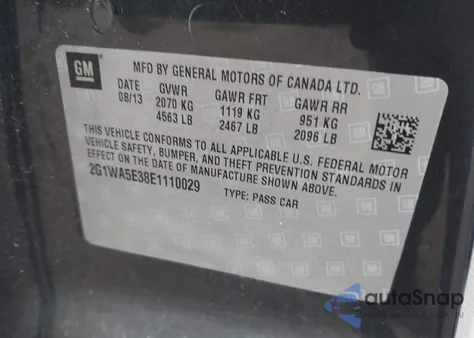 GM
MFD BY GENERAL MOTORS OF CANADA LTD.
DATE GVWR GAWR FRT GAWR RR
08/13 2070 KG 1119 KG 951 KG
4563 LB 2467 LB 2096 LB
THIS VEHICLE CONFORMS TO ALL APPLICABLE U.S. FEDERAL MOTOR
VEHICLE SAFETY, BUMPER, AND THEFT PREVENTION STANDARDS IN
EFFECT ON THE DATE OF MANUFACTURE SHOWN ABOVE.
2G1WA5E38E1110029 TYPE: PASS CAR
autoSnap